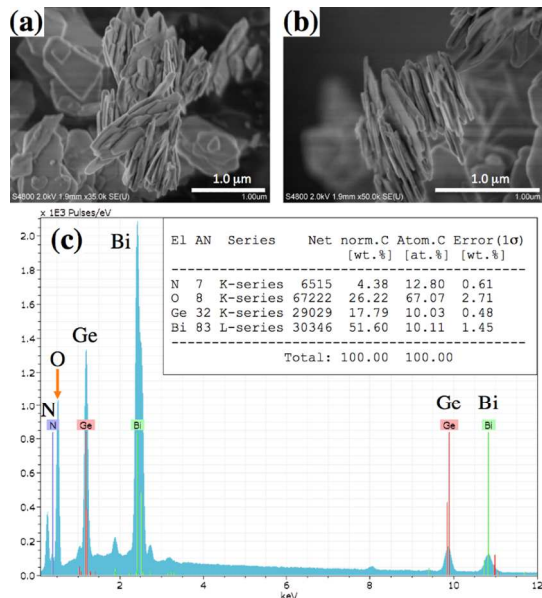 (a)
1.0 µm
S4800 2.0kV 1.9mm x35.0k SE(U) 1.00um
(b)
1.0 µm
S4800 2.0kV 1.9mm x50.0k SE(U) 1.00um
x 1E3 Pulses/eV
(c)
Bi
El AN Series Net norm.C Atom.C Error(1σ)
[wt.%] [at.%] [wt.%]
N 7 K-series 6515 4.38 12.80 0.61
O 8 K-series 67222 26.22 67.07 2.71
Ge 32 K-series 29029 17.79 10.03 0.48
Bi 83 L-series 30346 51.60 10.11 1.45
Total: 100.00 100.00
2.0
1.8
1.6
1.4
1.2
1.0
0.8
0.6
0.4
0.2
0.0
Ge
O
N
Ge
Bi
N
Ge
Bi
Ge
Bi
2
4
6
8
10
12
keV